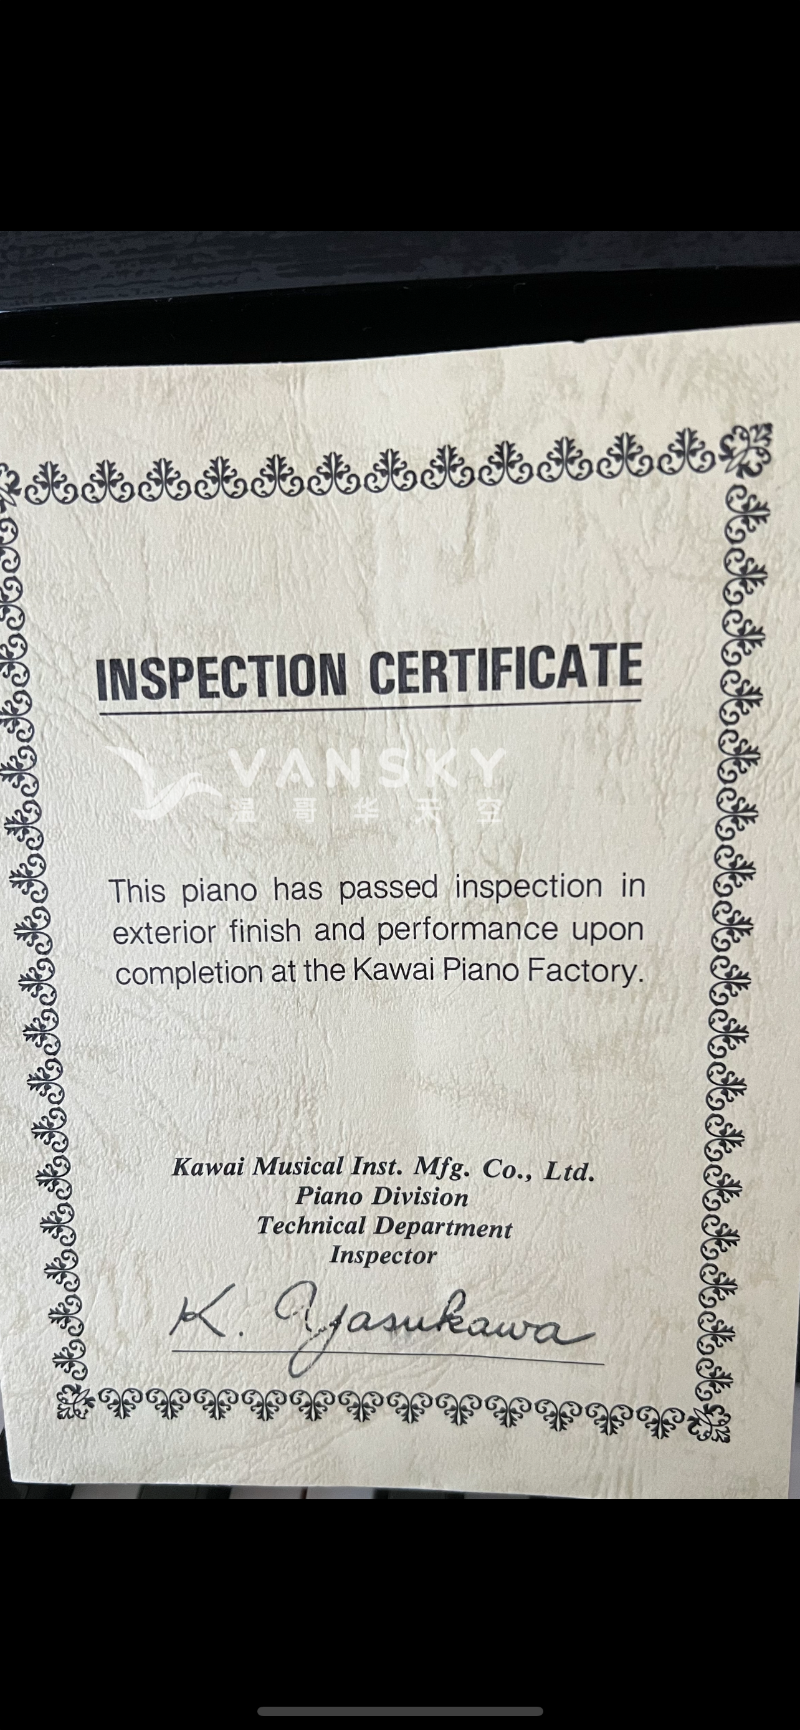 INSPECTION CERTIFICATE
VANSKY
温哥华天空
This piano has passed inspection in
exterior finish and performance upon
completion at the Kawai Piano Factory.
Kawai Musical Inst. Mfg. Co., Ltd.
Piano Division
Technical Department
Inspector
K. Yasukawa